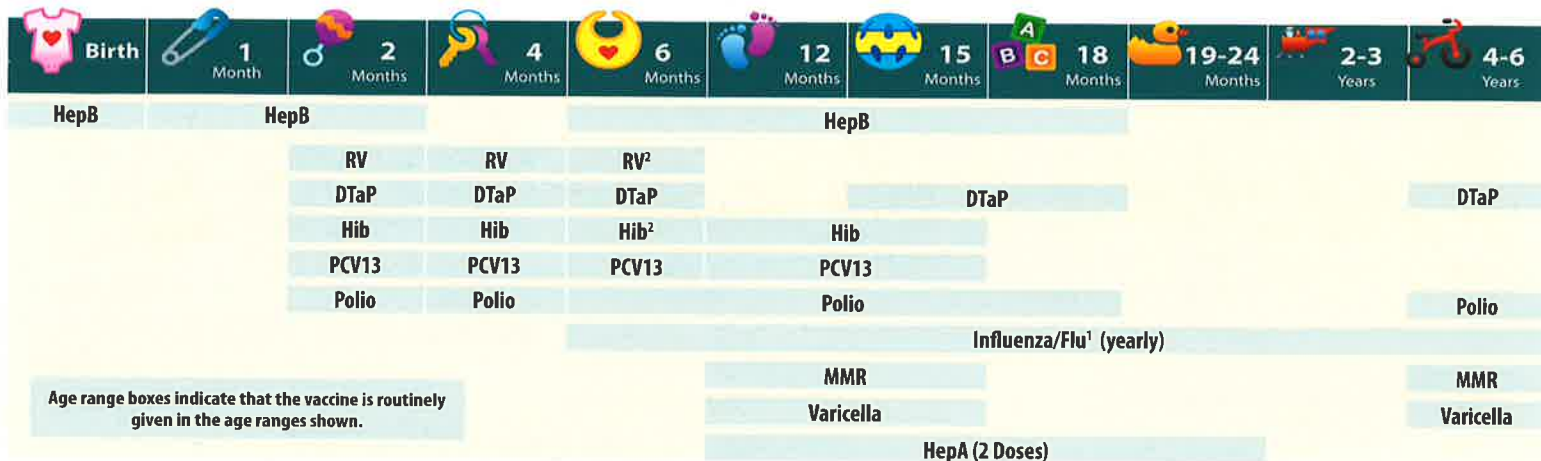 Birth
1
Month
2
Months
4
Months
6
Months
12
Months
15
Months
A
B C
18
Months
19-24
Months
2-3
Years
4-6
Years
HepB HepB HepB
RV RV RV²
DTaP DTaP DTaP DTaP DTaP
Hib Hib Hib² Hib
PCV13 PCV13 PCV13 PCV13
Polio Polio Polio Polio
Influenza/Flu¹ (yearly)
MMR MMR
Varicella Varicella
HepA (2 Doses)
Age range boxes indicate that the vaccine is routinely
given in the age ranges shown.